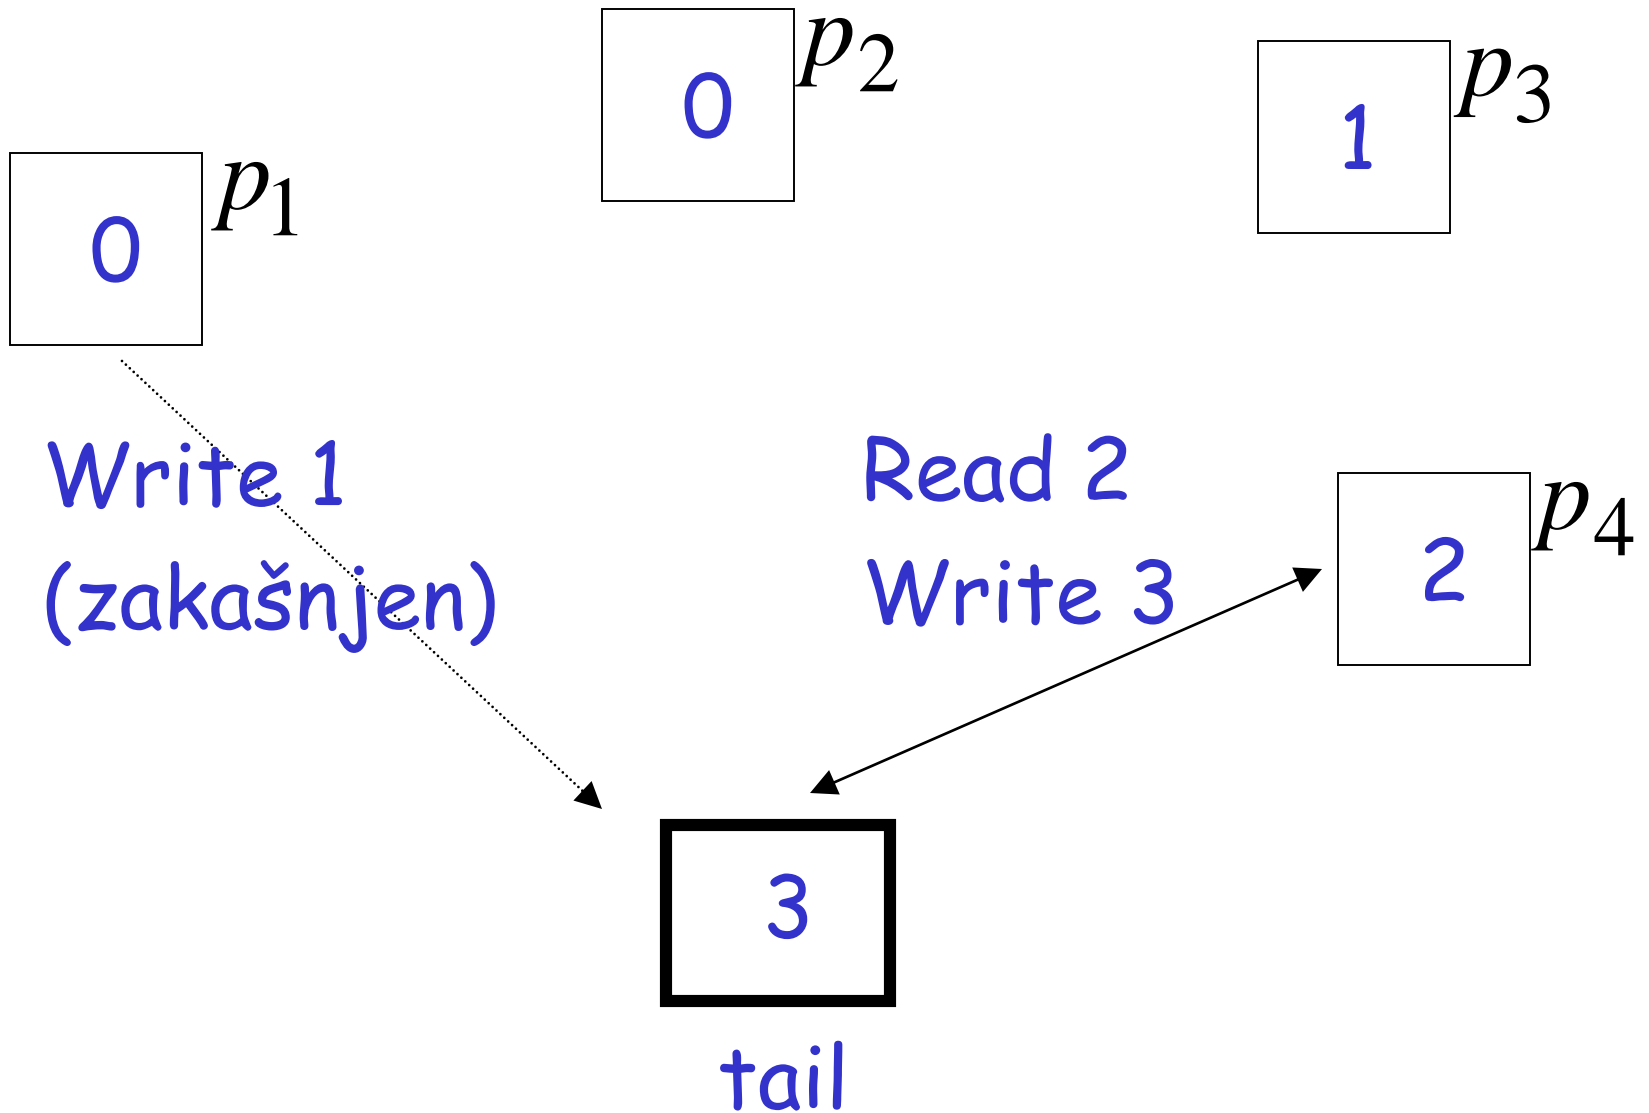 0 p2
1 p3
0 p1
Write 1
(zakašnjen)
Read 2
Write 3
2 p4
3
tail